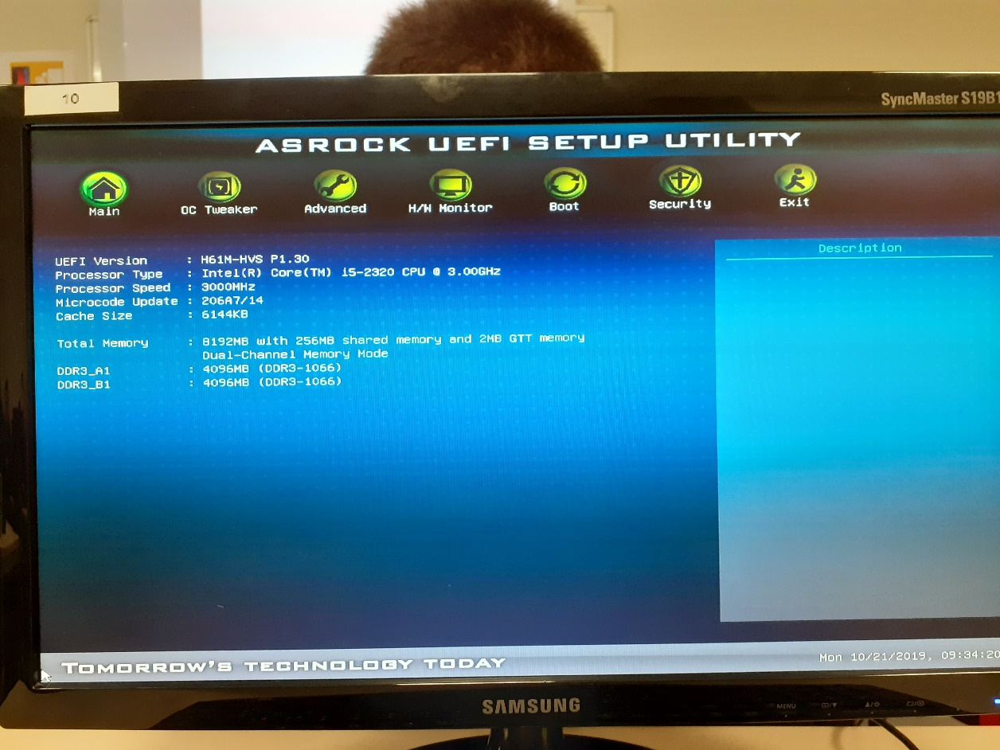 10
SyncMaster S19B1
ASROCK UEFI SETUP UTILITY
Main
OC Tweaker
Advanced
H/W Monitor
Boot
Security
Exit
UEFI Version : H61M-HVS P1.30
Processor Type : Intel(R) Core(TM) i5-2320 CPU @ 3.00GHz
Processor Speed : 3000MHz
Microcode Update : 206A7/14
Cache Size : 6144KB
Total Memory : 8192MB with 256MB shared memory and 2MB GTT memory
Dual-Channel Memory Mode
DDR3_A1 : 4096MB (DDR3-1066)
DDR3_B1 : 4096MB (DDR3-1066)
Description
TOMORROW'S TECHNOLOGY TODAY
Mon 10/21/2019, 09:34:20
SAMSUNG
MENU